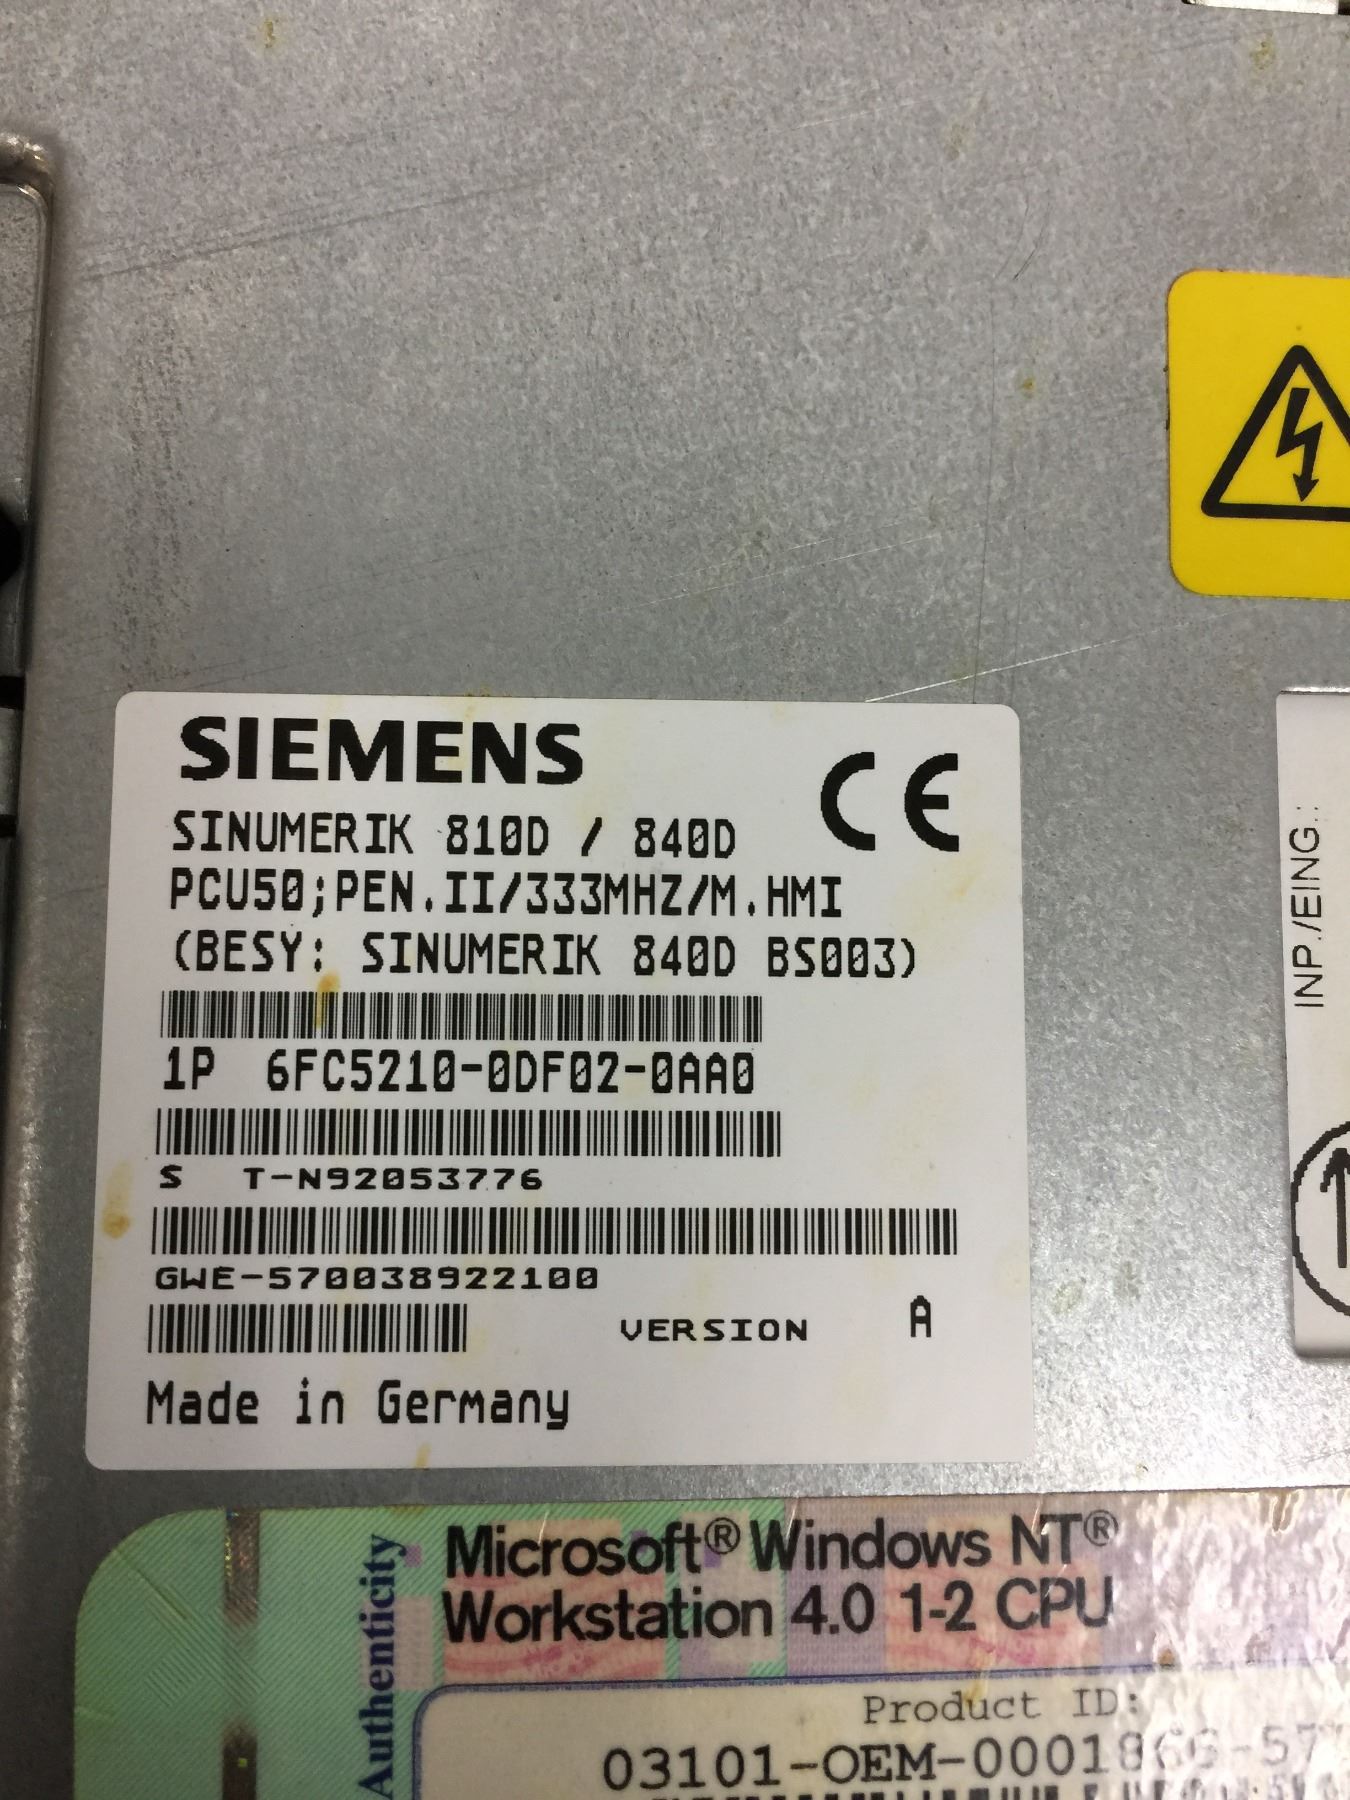 SIEMENS
CE
SINUMERIK 810D / 840D
PCU50;PEN.II/333MHZ/M.HMI
(BESY: SINUMERIK 840D BS003)
1P 6FC5210-0DF02-0AA0
S T-N92053776
GWE-570038922100
VERSION A
Made in Germany
INP./EING.:
Authenticity
Microsoft® Windows NT®
Workstation 4.0 1-2 CPU
Product ID: